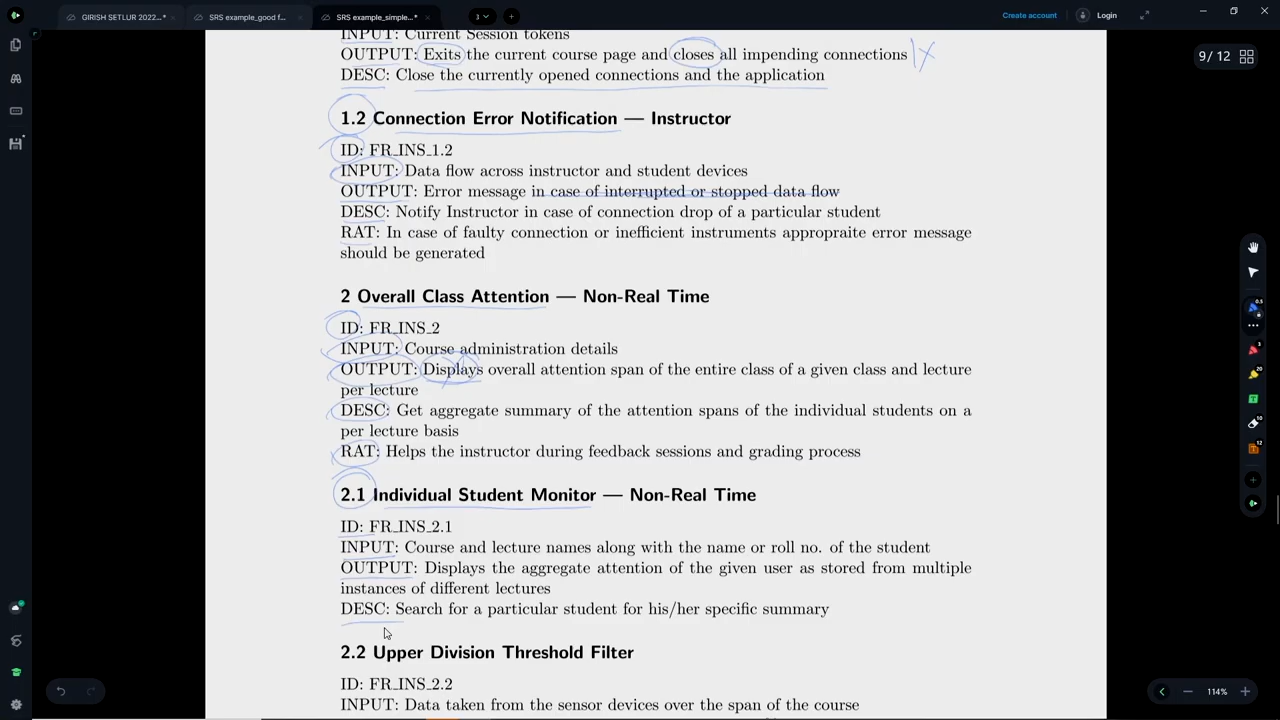 GIRISH SETLUR 2022...*
SRS example_good f...
SRS example_simple...*
1
Create account
Login
9 / 12
INPUT: Current Session tokens
OUTPUT: Exits the current course page and closes all impending connections
DESC: Close the currently opened connections and the application
1.2 Connection Error Notification — Instructor
ID: FR_INS_1.2
INPUT: Data flow across instructor and student devices
OUTPUT: Error message in case of interrupted or stopped data flow
DESC: Notify Instructor in case of connection drop of a particular student
RAT: In case of faulty connection or inefficient instruments appropraite error message
should be generated
2 Overall Class Attention — Non-Real Time
ID: FR_INS_2
INPUT: Course administration details
OUTPUT: Displays overall attention span of the entire class of a given class and lecture
per lecture
DESC: Get aggregate summary of the attention spans of the individual students on a
per lecture basis
RAT: Helps the instructor during feedback sessions and grading process
2.1 Individual Student Monitor — Non-Real Time
ID: FR_INS_2.1
INPUT: Course and lecture names along with the name or roll no. of the student
OUTPUT: Displays the aggregate attention of the given user as stored from multiple
instances of different lectures
DESC: Search for a particular student for his/her specific summary
2.2 Upper Division Threshold Filter
ID: FR_INS_2.2
INPUT: Data taken from the sensor devices over the span of the course
114%